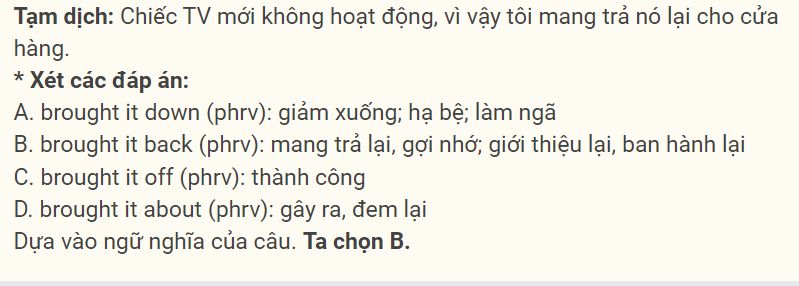 Tạm dịch: Chiếc TV mới không hoạt động, vì vậy tôi mang trả nó lại cho cửa
hàng.
* Xét các đáp án:
A. brought it down (phrv): giảm xuống; hạ bệ; làm ngã
B. brought it back (phrv): mang trả lại, gợi nhớ; giới thiệu lại, ban hành lại
C. brought it off (phrv): thành công
D. brought it about (phrv): gây ra, đem lại
Dựa vào ngữ nghĩa của câu. Ta chọn B.